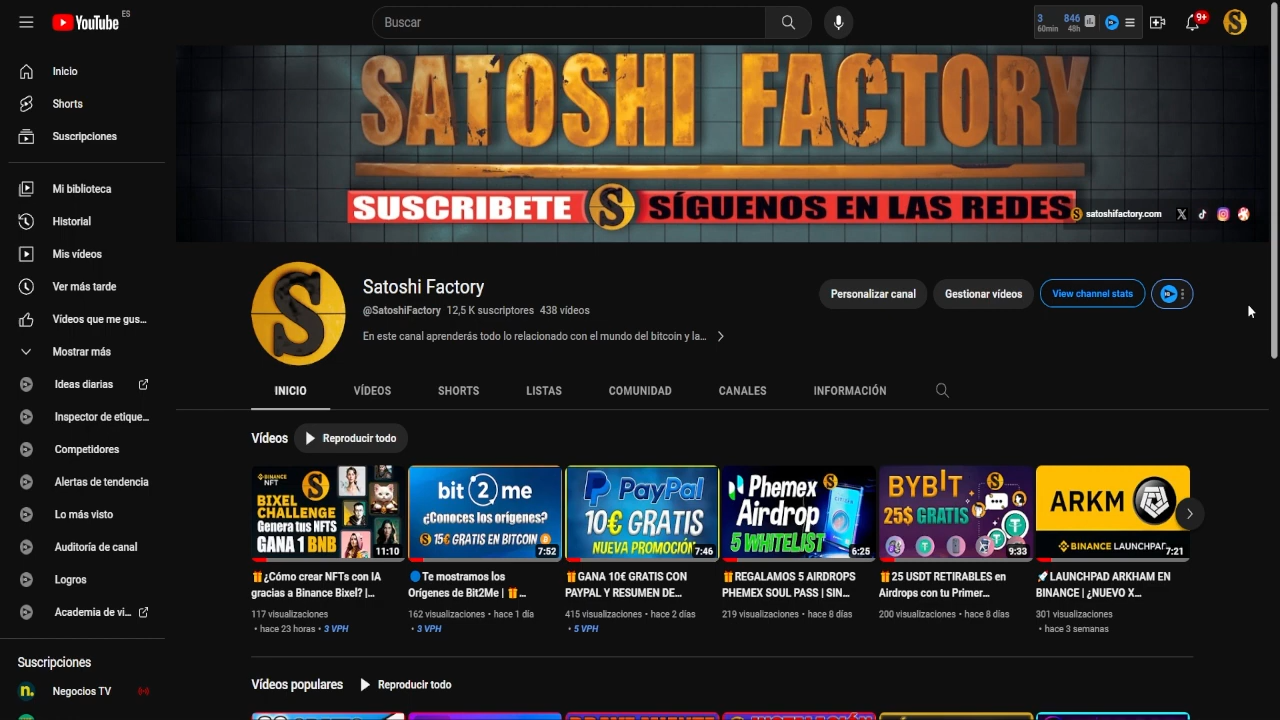 YouTube ES
Buscar
3 846
60min 48h
9+
Inicio
Shorts
Suscripciones
Mi biblioteca
Historial
Mis vídeos
Ver más tarde
Vídeos que me gus...
Mostrar más
Ideas diarias
Inspector de etique...
Competidores
Alertas de tendencia
Lo más visto
Auditoría de canal
Logros
Academia de vi...
Suscripciones
n. Negocios TV
SATOSHI FACTORY
SUSCRIBETE S SÍGUENOS EN LAS REDES
satoshifactory.com
Satoshi Factory
@SatoshiFactory 12,5 K suscriptores 438 vídeos
En este canal aprenderás todo lo relacionado con el mundo del bitcoin y la...
Personalizar canal
Gestionar vídeos
View channel stats
INICIO VÍDEOS SHORTS LISTAS COMUNIDAD CANALES INFORMACIÓN
Vídeos Reproducir todo
BINANCE
NFT
BIXEL
CHALLENGE
Genera tus NFTS
GANA 1 BNB
11:10
🎁¿Cómo crear NFTs con IA
gracias a Binance Bixel? |...
117 visualizaciones
• hace 23 horas • 3 VPH
bit2me
¿Conoces los orígenes?
15€ GRATIS EN BITCOIN
7:52
🔵Te mostramos los
Orígenes de Bit2Me | 🎁...
162 visualizaciones • hace 1 día
• 3 VPH
PayPal
10€ GRATIS
NUEVA PROMOCIÓN
7:46
🎁GANA 10€ GRATIS CON
PAYPAL Y RESUMEN DE...
415 visualizaciones • hace 2 días
• 5 VPH
Phemex
Airdrop
5 WHITELIST
6:25
🎁REGALAMOS 5 AIRDROPS
PHEMEX SOUL PASS | SIN...
219 visualizaciones • hace 8 días
BYBIT
25$ GRATIS
9:33
🎁25 USDT RETIRABLES en
Airdrops con tu Primer...
200 visualizaciones • hace 8 días
ARKM
BINANCE LAUNCHPAD
7:21
🚀LAUNCHPAD ARKHAM EN
BINANCE | ¿NUEVO X...
301 visualizaciones
• hace 3 semanas
Vídeos populares Reproducir todo